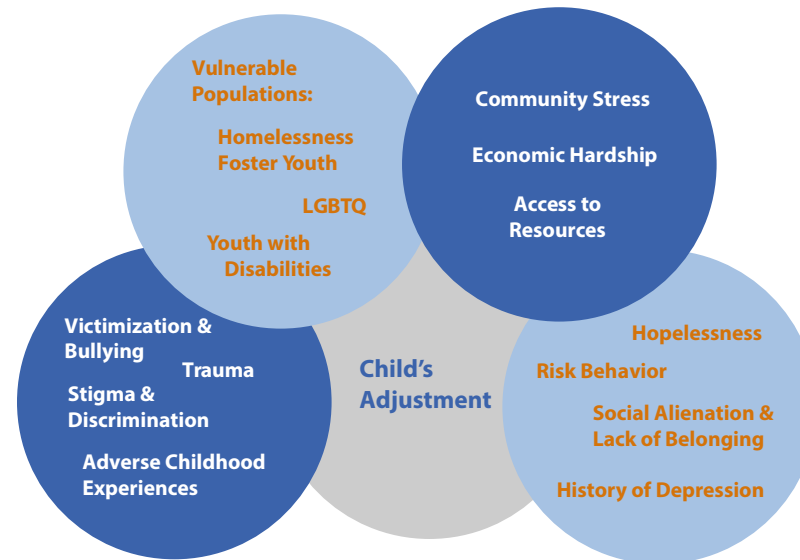 Vulnerable
Populations:
Homelessness
Foster Youth
LGBTQ
Youth with
Disabilities
Community Stress
Economic Hardship
Access to
Resources
Victimization &
Bullying
Trauma
Stigma &
Discrimination
Adverse Childhood
Experiences
Child’s
Adjustment
Hopelessness
Risk Behavior
Social Alienation &
Lack of Belonging
History of Depression